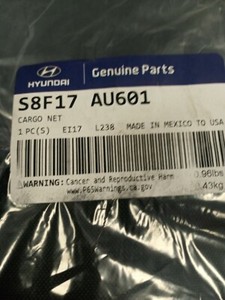 HYUNDAI
Genuine Parts
S8F17 AU601
CARGO NET
1 PC(S) EI17 L238 MADE IN MEXICO TO USA
WARNING: Cancer and Reproductive Harm
www.P65Warnings.ca.gov
0.96lbs
0.43kg